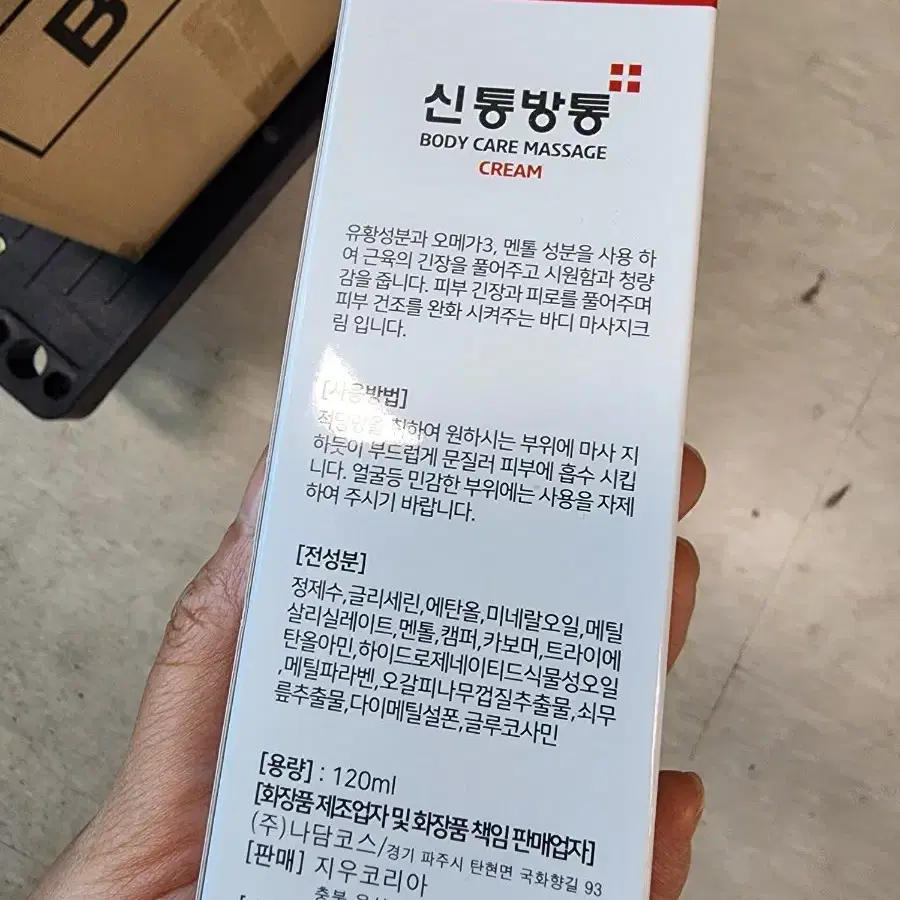 B
신통방통
BODY CARE MASSAGE
CREAM
유황성분과 오메가3, 멘톨 성분을 사용 하
여 근육의 긴장을 풀어주고 시원함과 청량
감을 줍니다. 피부 긴장과 피로를 풀어주며
피부 건조를 완화 시켜주는 바디 마사지크
림 입니다.
[사용방법]
적당량을 취하여 원하시는 부위에 마사 지
하듯이 부드럽게 문질러 피부에 흡수 시킵
니다. 얼굴등 민감한 부위에는 사용을 자제
하여 주시기 바랍니다.
[전성분]
정제수,글리세린,에탄올,미네랄오일,메틸
살리실레이트,멘톨,캠퍼,카보머,트라이에
탄올아민,하이드로제네이티드식물성오일
,메틸파라벤,오갈피나무껍질추출물,쇠무
릎추출물,다이메틸설폰,글루코사민
[용량] : 120ml
[화장품 제조업자 및 화장품 책임 판매업자]
(주)나담코스/경기 파주시 탄현면 국화향길 93
[판매] 지우코리아
충북